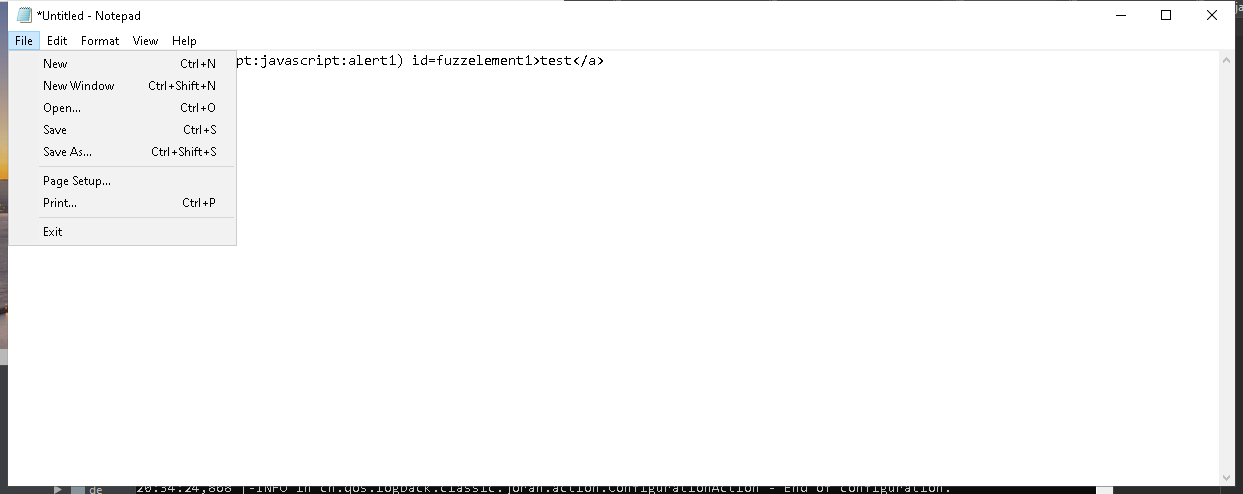 *Untitled - Notepad
File Edit Format View Help
pt:javascript:alert1) id=fuzzelement1>test</a>
New Ctrl+N
New Window Ctrl+Shift+N
Open... Ctrl+O
Save Ctrl+S
Save As... Ctrl+Shift+S
Page Setup...
Print... Ctrl+P
Exit
de 20:34:24,868 |-INFO in ch.qos.logback.classic.joran.action.ConfigurationAction - End of configuration.